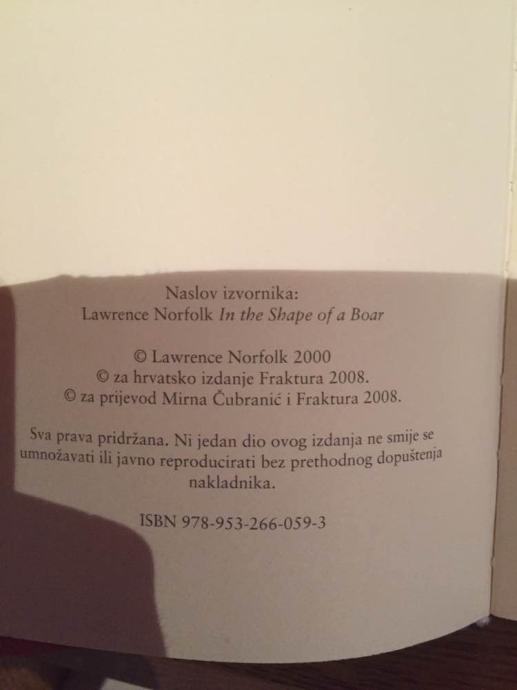 Naslov izvornika:
Lawrence Norfolk In the Shape of a Boar
© Lawrence Norfolk 2000
© za hrvatsko izdanje Fraktura 2008.
© za prijevod Mirna Čubranić i Fraktura 2008.
Sva prava pridržana. Ni jedan dio ovog izdanja ne smije se
umnožavati ili javno reproducirati bez prethodnog dopuštenja
nakladnika.
ISBN 978-953-266-059-3